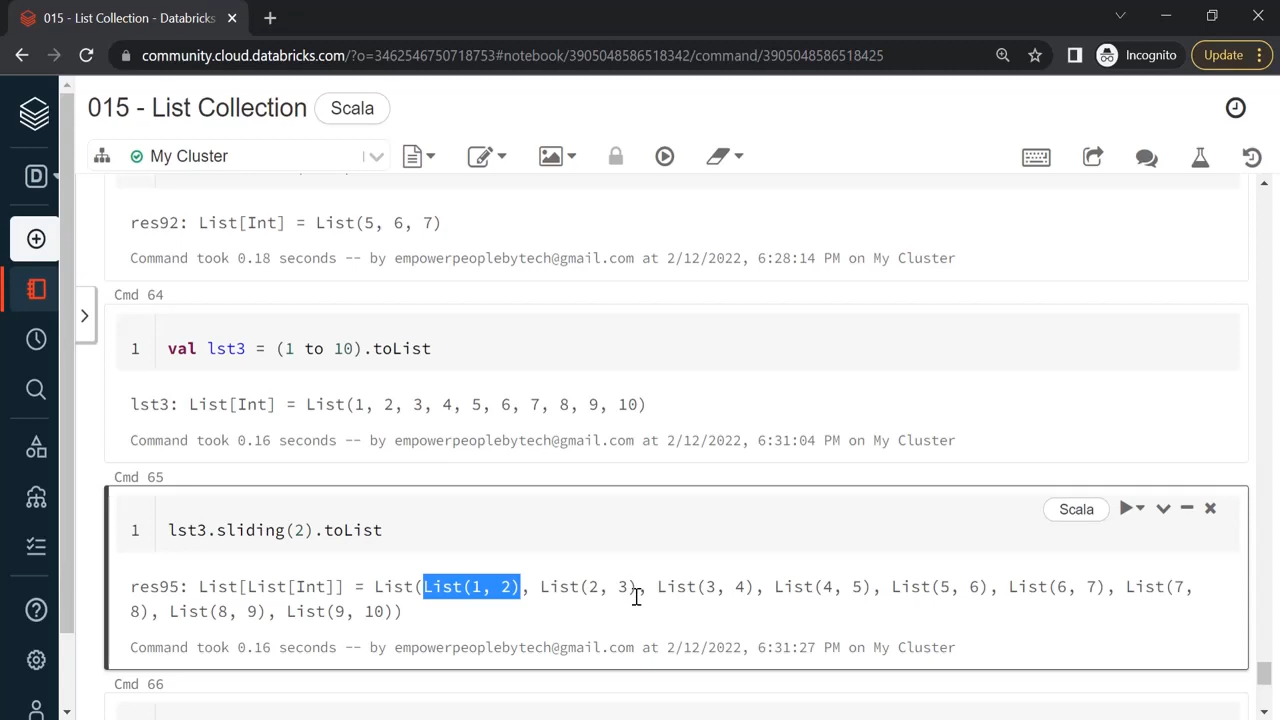 015 - List Collection - Databricks
community.cloud.databricks.com/?o=3462546750718753#notebook/3905048586518342/command/3905048586518425
Incognito
Update
015 - List Collection
Scala
D
My Cluster
res92: List[Int] = List(5, 6, 7)
Command took 0.18 seconds -- by empowerpeoplebytech@gmail.com at 2/12/2022, 6:28:14 PM on My Cluster
Cmd 64
1 val lst3 = (1 to 10).toList
lst3: List[Int] = List(1, 2, 3, 4, 5, 6, 7, 8, 9, 10)
Command took 0.16 seconds -- by empowerpeoplebytech@gmail.com at 2/12/2022, 6:31:04 PM on My Cluster
Cmd 65
Scala
1 lst3.sliding(2).toList
res95: List[List[Int]] = List(List(1, 2), List(2, 3), List(3, 4), List(4, 5), List(5, 6), List(6, 7), List(7,
8), List(8, 9), List(9, 10))
Command took 0.16 seconds -- by empowerpeoplebytech@gmail.com at 2/12/2022, 6:31:27 PM on My Cluster
Cmd 66